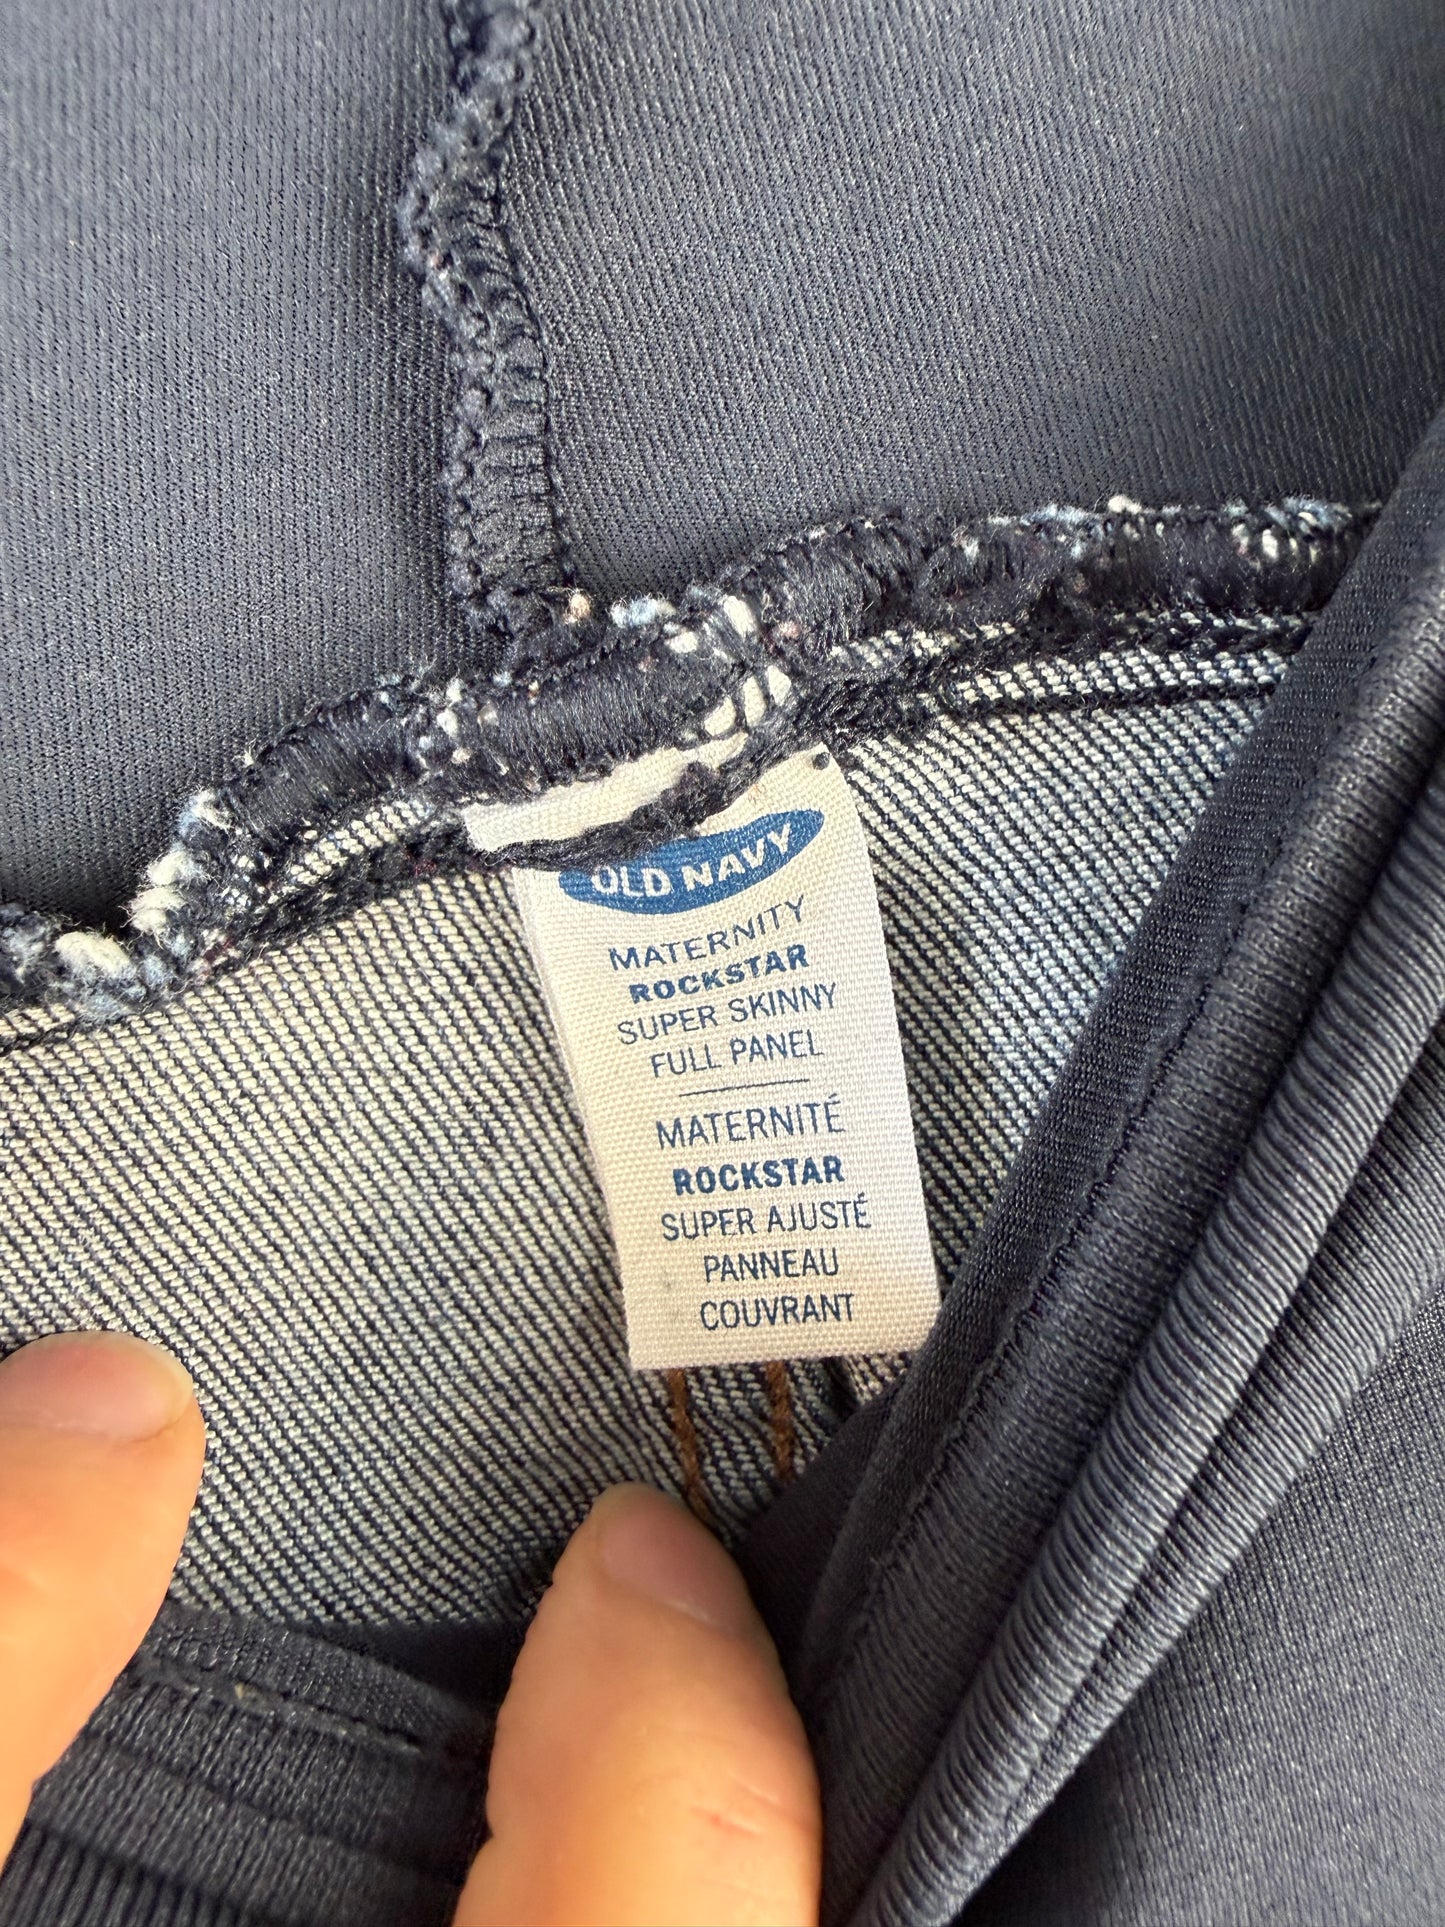 OLD NAVY
MATERNITY
ROCKSTAR
SUPER SKINNY
FULL PANEL
MATERNITÉ
ROCKSTAR
SUPER AJUSTÉ
PANNEAU
COUVRANT